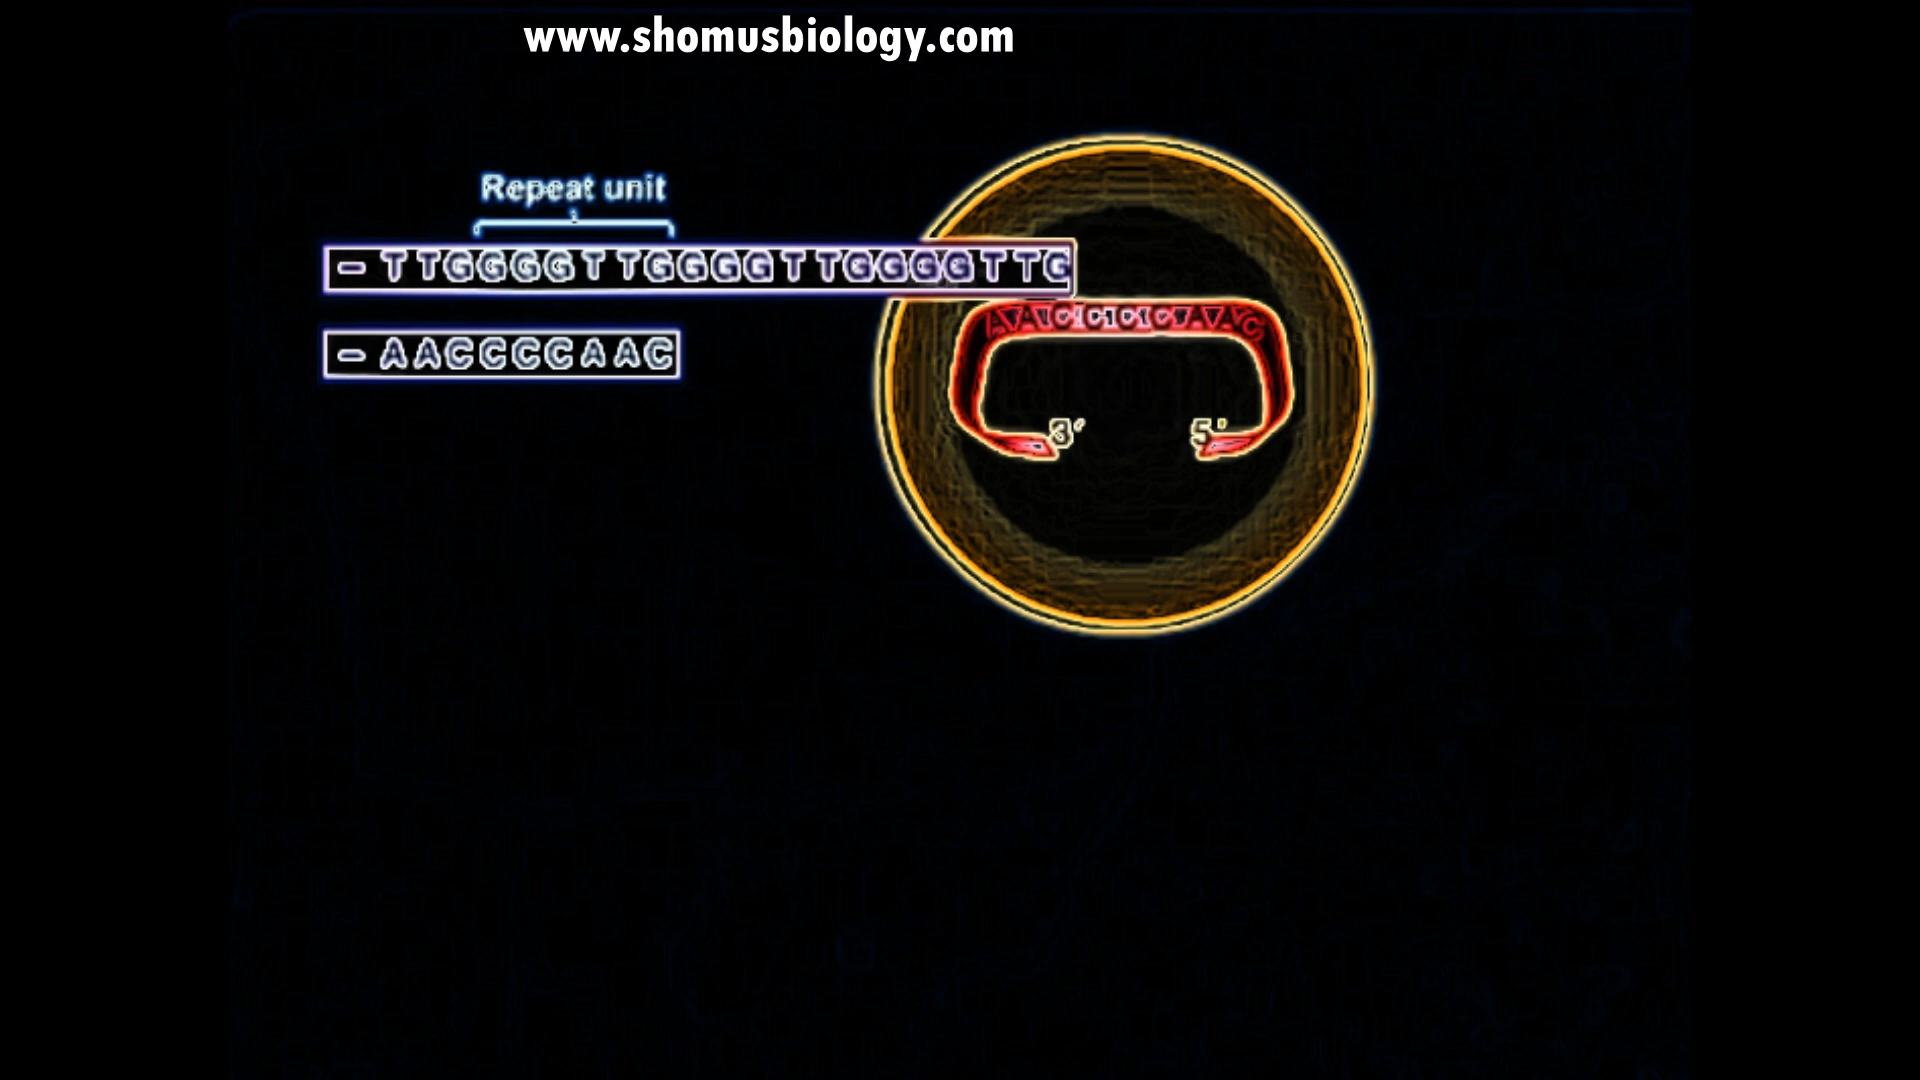 www.shomusbiology.com
Repeat unit
– TTGGGGTTGGGGTTGGGGTTG
AACCCCAAC
– AACCCCAAC
3′ 5′